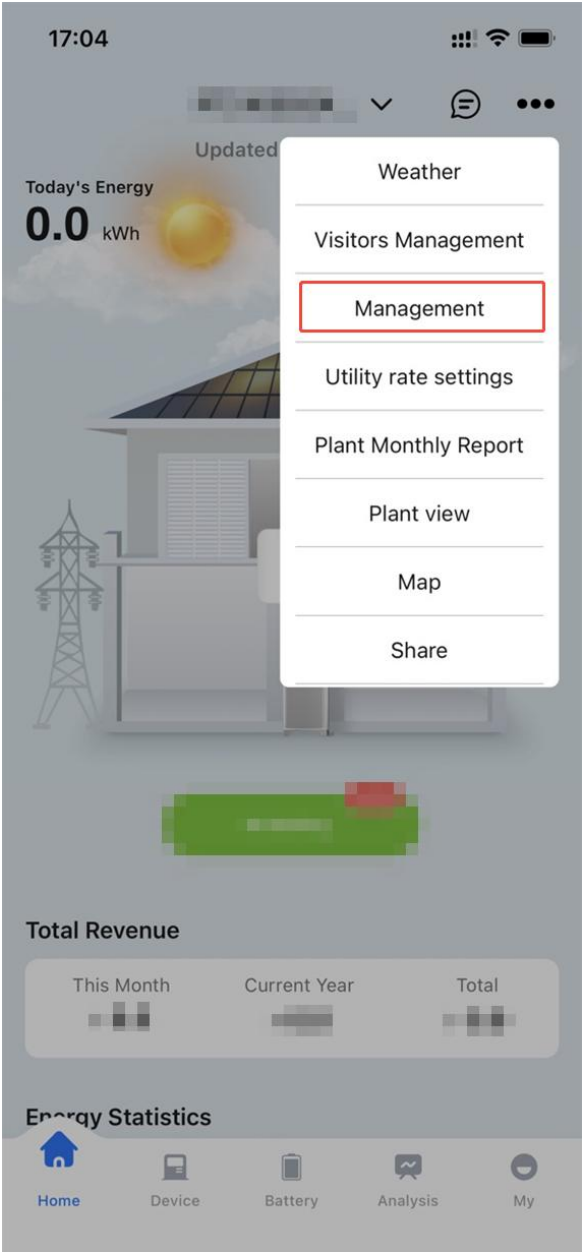 17:04
Updated
Today's Energy
0.0 kWh
Weather
Visitors Management
Management
Utility rate settings
Plant Monthly Report
Plant view
Map
Share
Total Revenue
This Month Current Year Total
Energy Statistics
Home Device Battery Analysis My